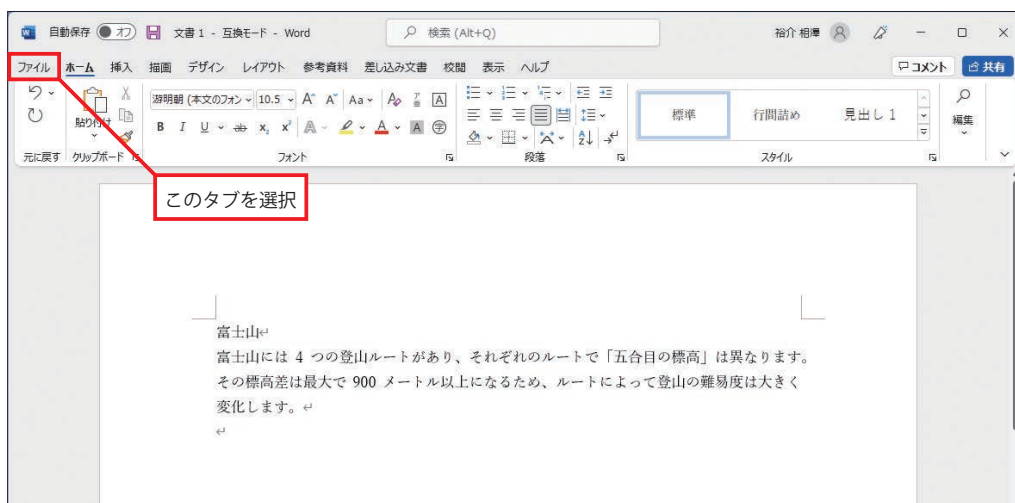 自動保存 オフ 文書 1 - 互換モード - Word 検索 (Alt+Q) 裕介 相澤
ファイル ホーム 挿入 描画 デザイン レイアウト 参考資料 差し込み文書 校閲 表示 ヘルプ コメント 共有
貼り付け 游明朝 (本文のフォン 10.5 A^ A˅ Aa A ア亜 A
B I U ab x₂ x² A A A 字 A Z
標準 行間詰め 見出し 1 編集
元に戻す クリップボード フォント 段落 スタイル
このタブを選択
富士山↵
富士山には 4 つの登山ルートがあり、それぞれのルートで「五合目の標高」は異なります。
その標高差は最大で 900 メートル以上になるため、ルートによって登山の難易度は大きく
変化します。↵
↵